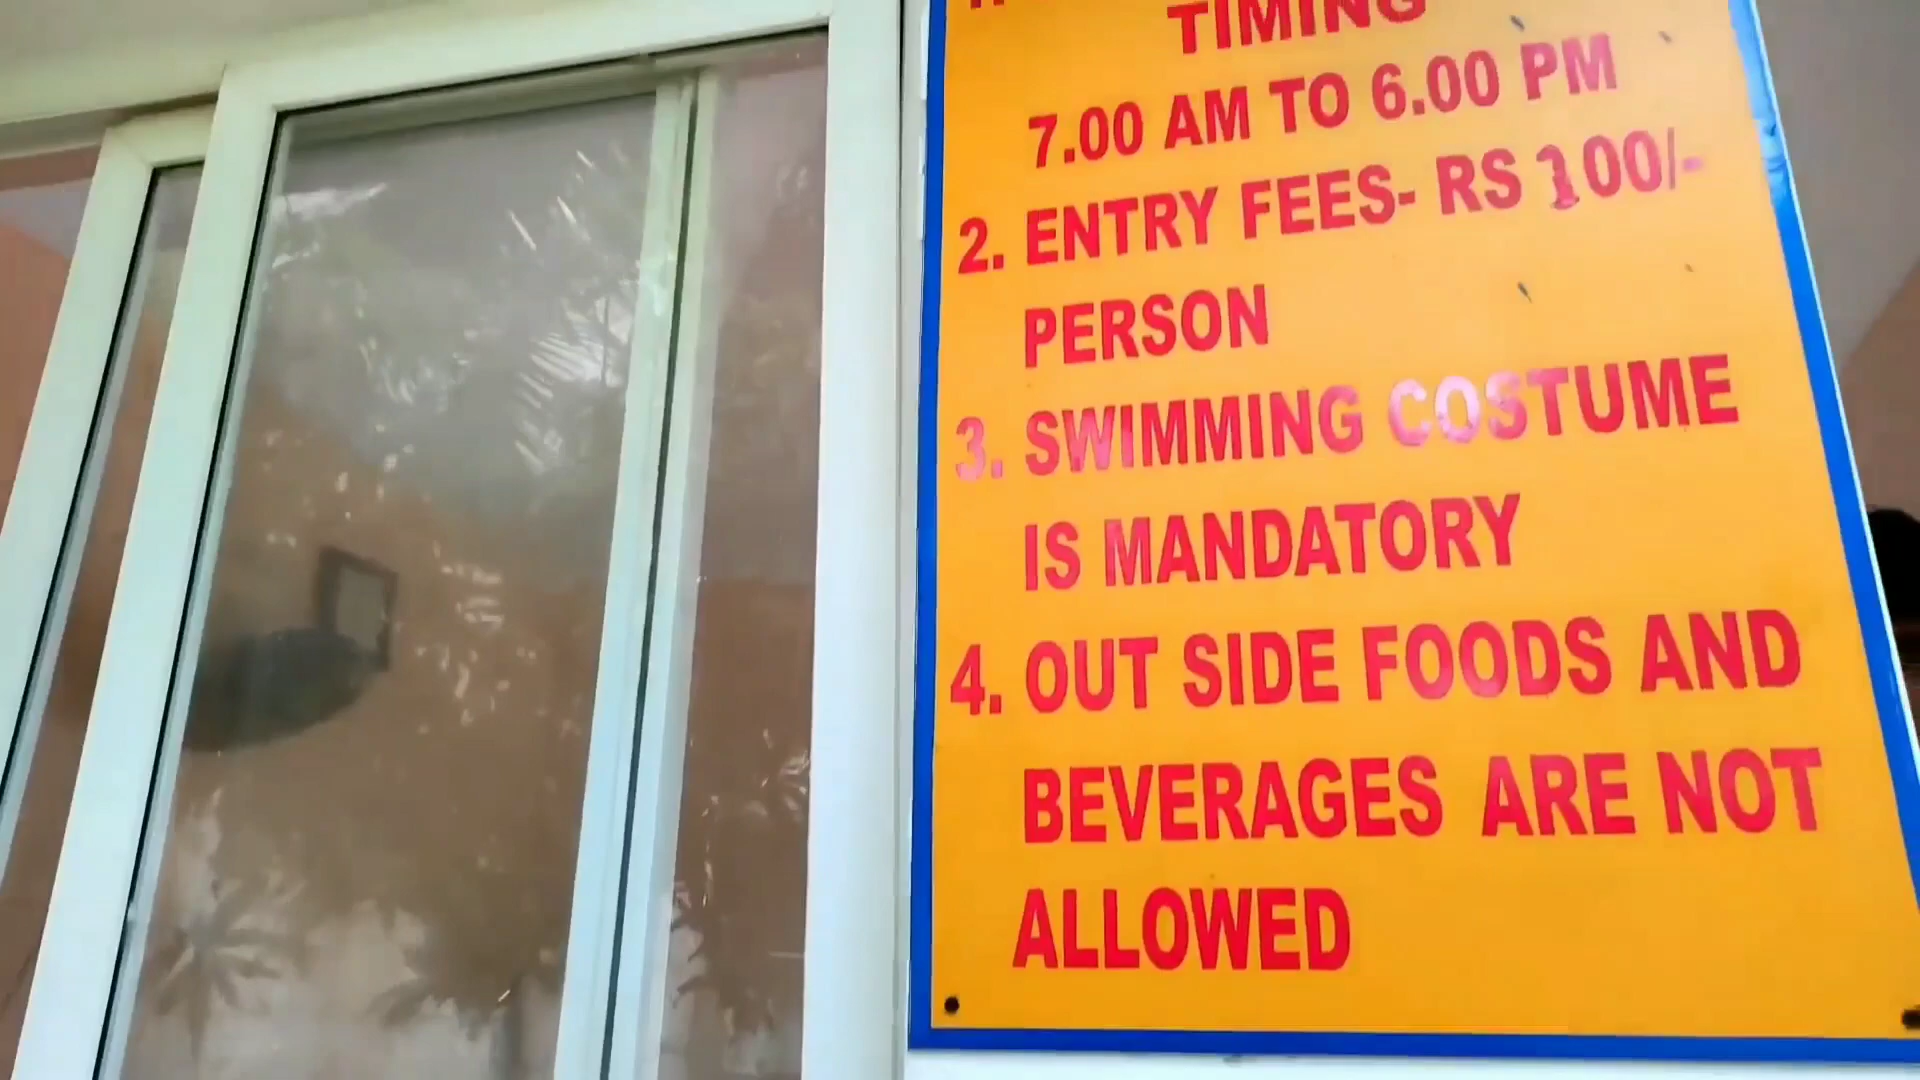 TIMING
7.00 AM TO 6.00 PM
2. ENTRY FEES- RS 100/-
PERSON
3. SWIMMING COSTUME
IS MANDATORY
4. OUT SIDE FOODS AND
BEVERAGES ARE NOT
ALLOWED